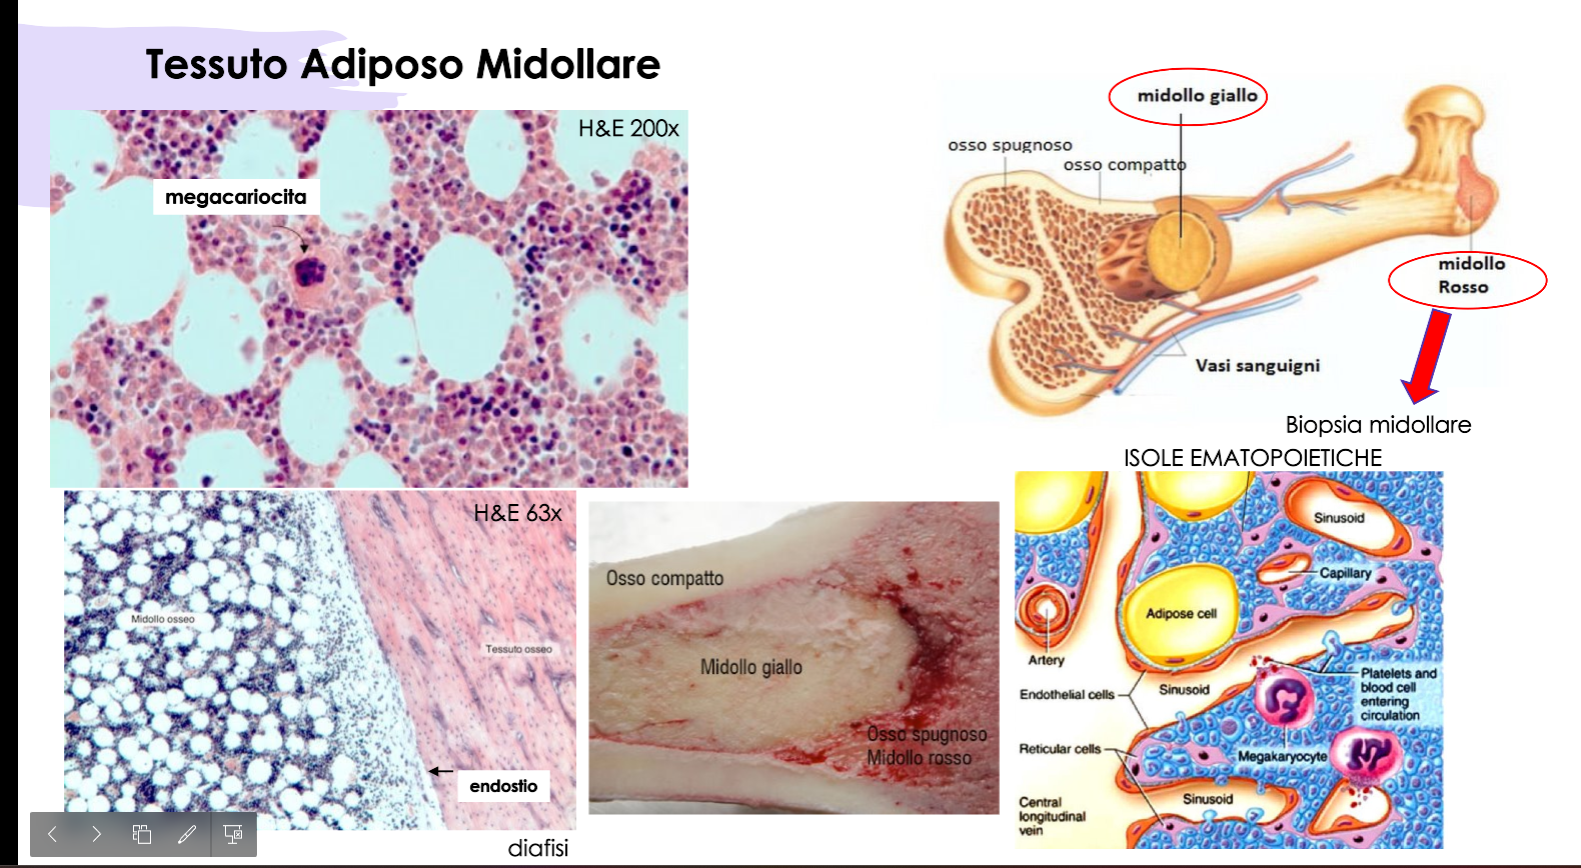 Tessuto Adiposo Midollare
H&E 200x
megacariocita
midollo giallo
osso spugnoso
osso compatto
midollo
Rosso
Vasi sanguigni
Biopsia midollare
ISOLE EMATOPOIETICHE
H&E 63x
Midollo osseo
Tessuto osseo
endostio
diafisi
Osso compatto
Midollo giallo
Osso spugnoso
Midollo rosso
Sinusoid
Capillary
Adipose cell
Artery
Endothelial cells
Sinusoid
Platelets and
blood cell
entering
circulation
Reticular cells
Megakaryocyte
Sinusoid
Central
longitudinal
vein